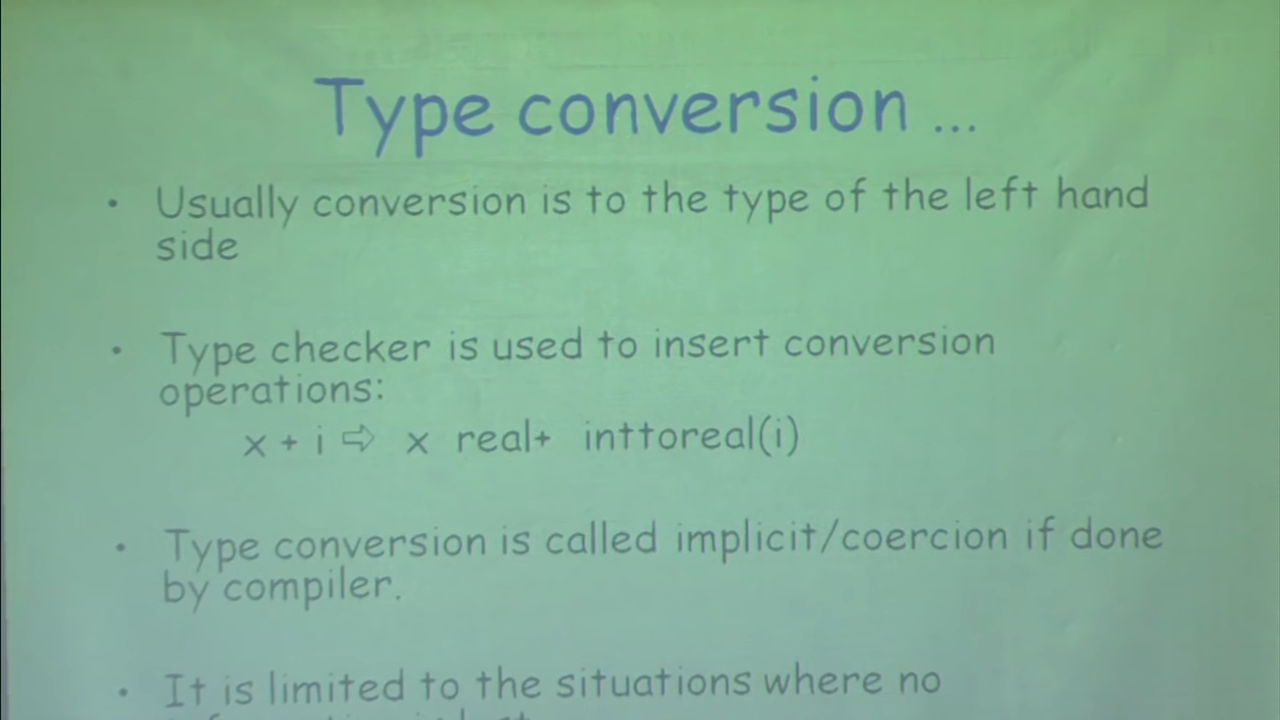 Type conversion ...
• Usually conversion is to the type of the left hand
side
• Type checker is used to insert conversion
operations:
x + i ⇨ x real+ inttoreal(i)
• Type conversion is called implicit/coercion if done
by compiler.
• It is limited to the situations where no